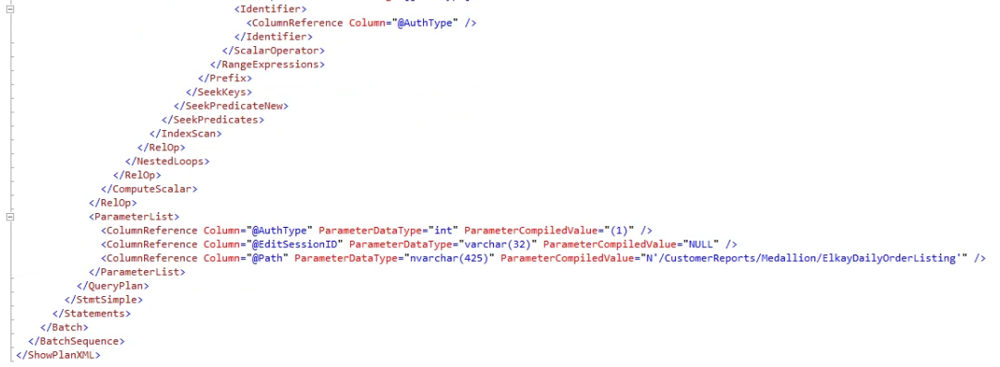 <Identifier>
<ColumnReference Column="@AuthType" />
</Identifier>
</ScalarOperator>
</RangeExpressions>
</Prefix>
</SeekKeys>
</SeekPredicateNew>
</SeekPredicates>
</IndexScan>
</RelOp>
</NestedLoops>
</RelOp>
</ComputeScalar>
</RelOp>
<ParameterList>
<ColumnReference Column="@AuthType" ParameterDataType="int" ParameterCompiledValue="(1)" />
<ColumnReference Column="@EditSessionID" ParameterDataType="varchar(32)" ParameterCompiledValue="NULL" />
<ColumnReference Column="@Path" ParameterDataType="nvarchar(425)" ParameterCompiledValue="N'/CustomerReports/Medallion/ElkayDailyOrderListing'" />
</ParameterList>
</QueryPlan>
</StmtSimple>
</Statements>
</Batch>
</BatchSequence>
</ShowPlanXML>